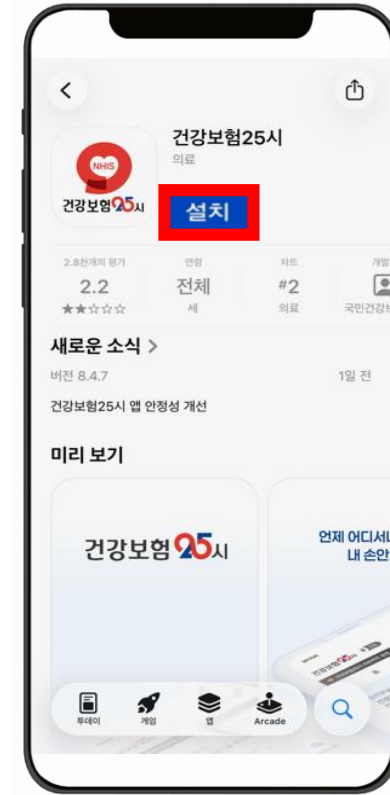 건강보험25시
의료
NHIS
건강보험25시
설치
2.8천개의 평가
연령
차트
개발
2.2
전체
#2
★★☆☆☆
세
의료
국민건강보
새로운 소식 >
버전 8.4.7
1일 전
건강보험25시 앱 안정성 개선
미리 보기
건강보험25시
언제 어디서나
내 손안
투데이
게임
앱
Arcade